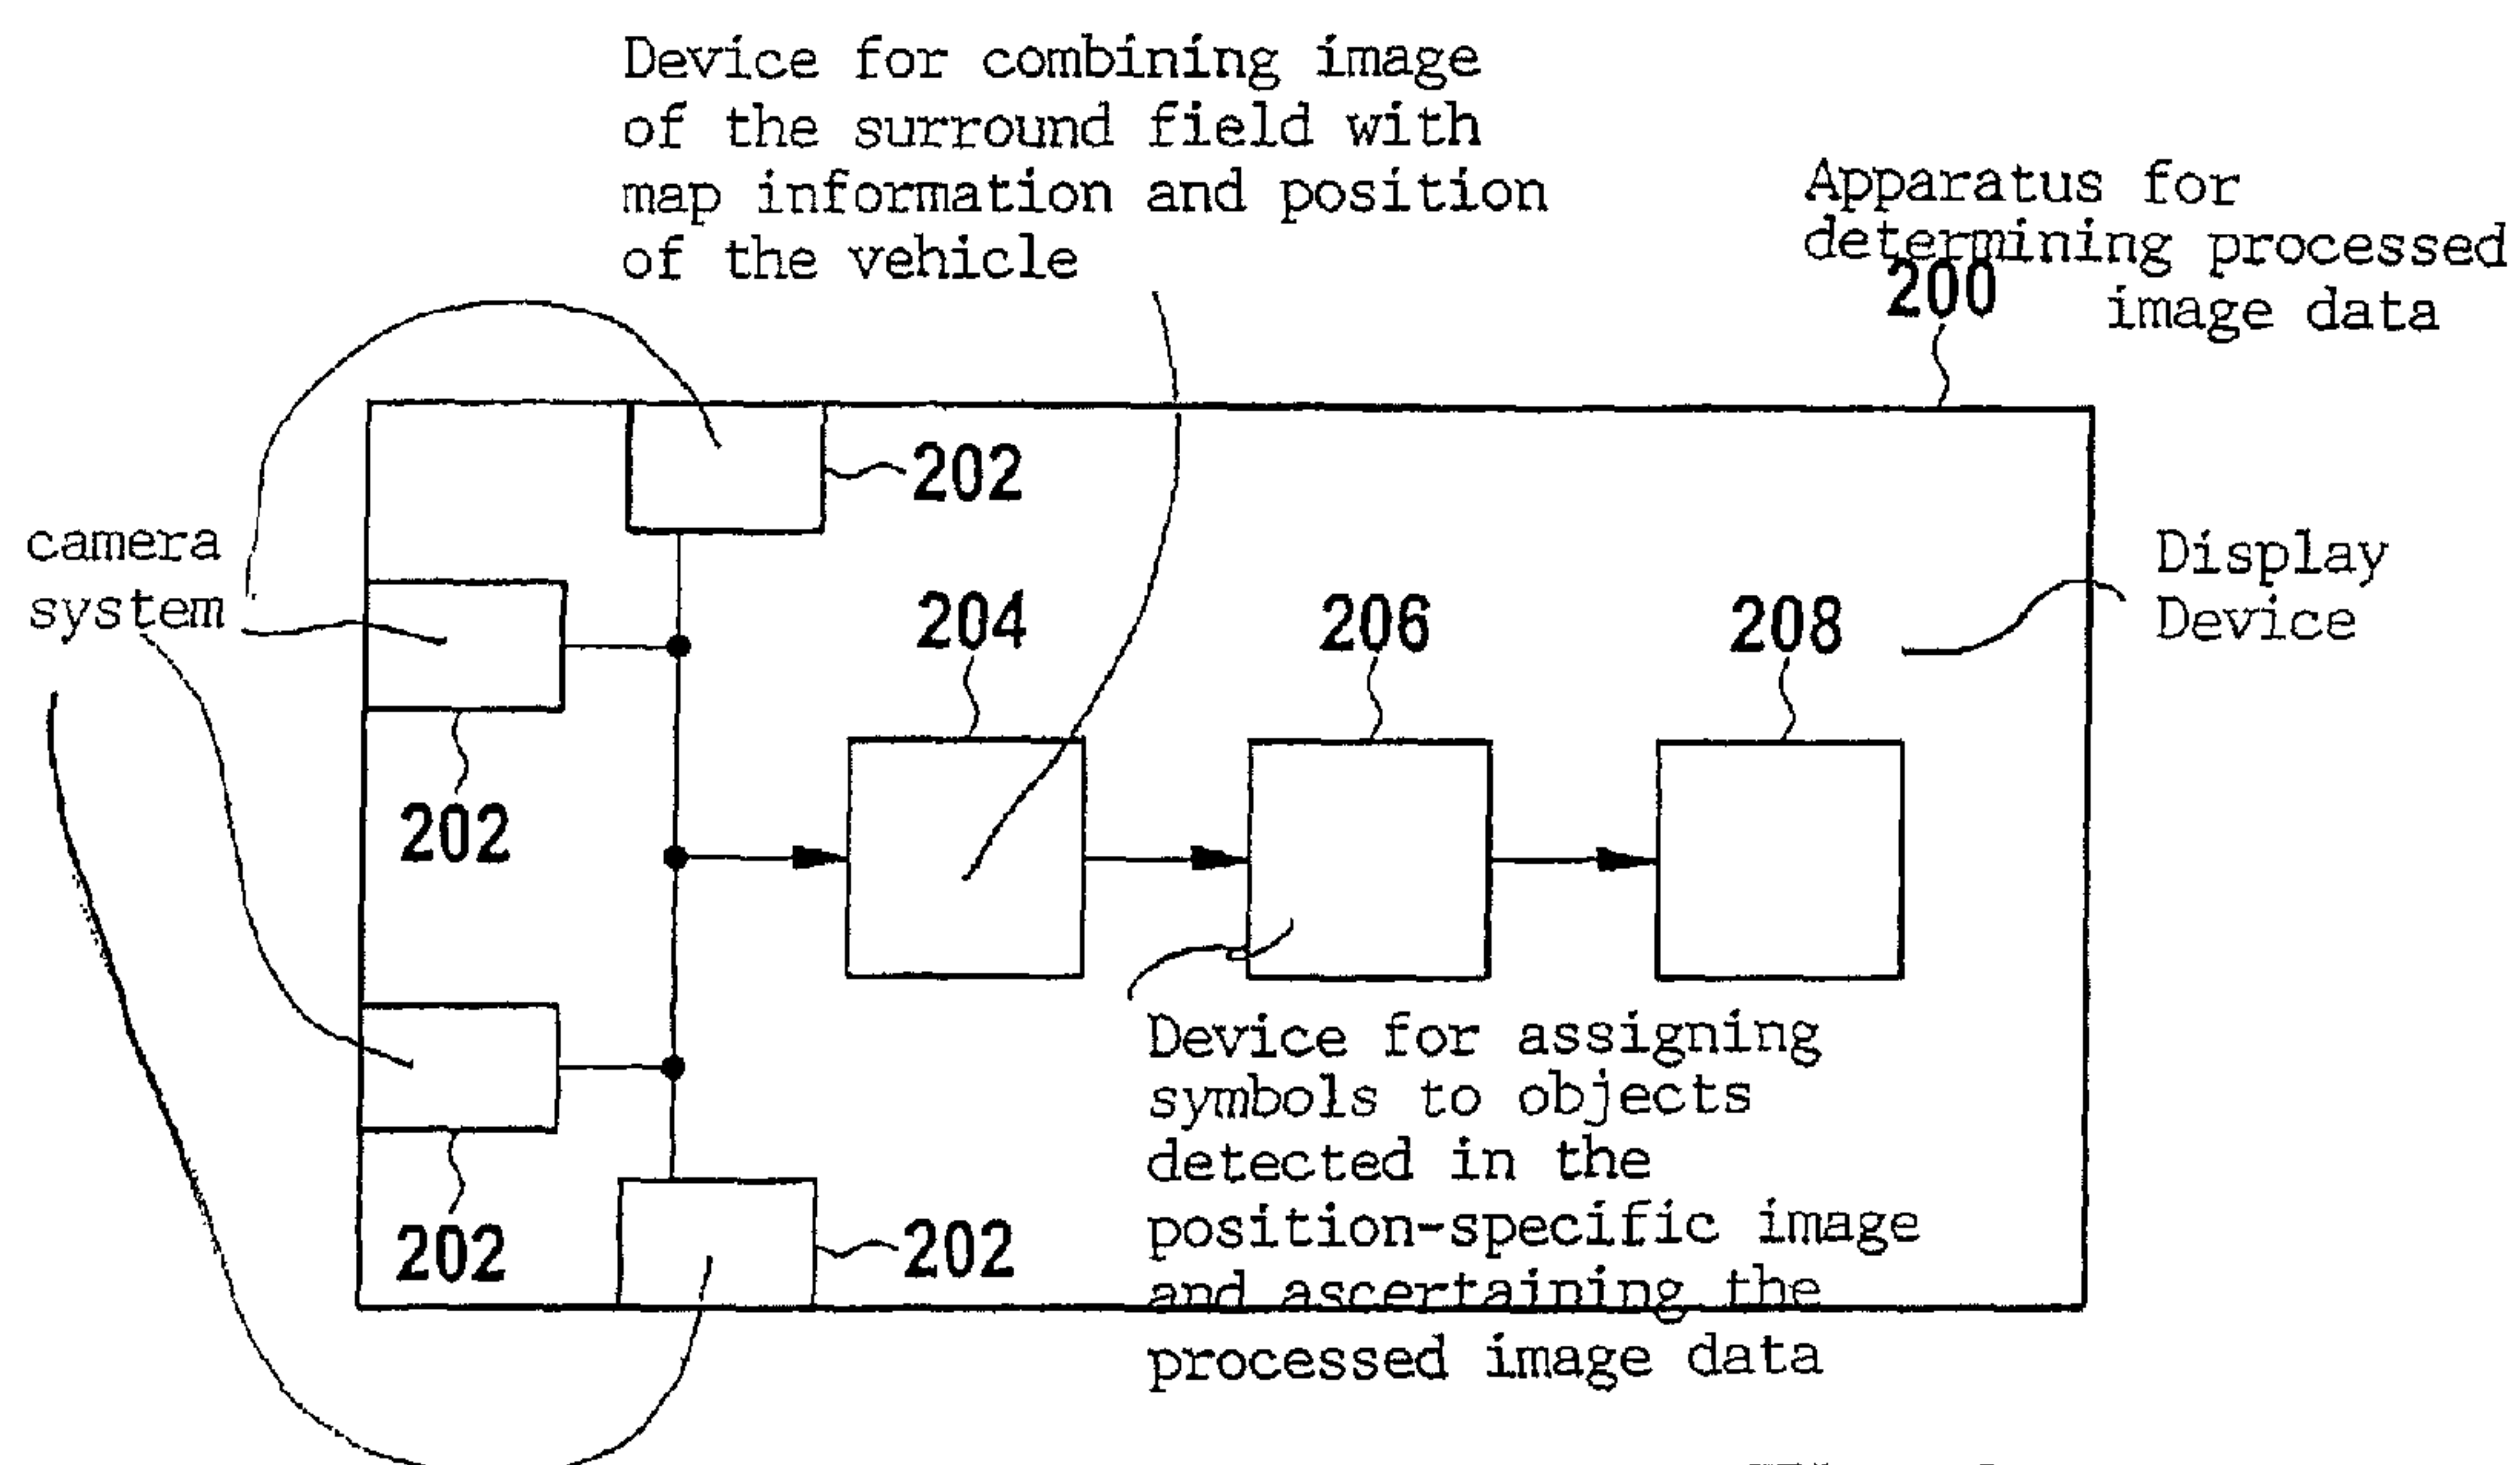 Device for combining image
of the surround field with
map information and position
of the vehicle
Apparatus for
determining processed
200
image data
202
camera
system
Display
Device
204
206
208
202
202
202
Device for assigning
symbols to objects
detected in the
position-specific image
and ascertaining the
processed image data